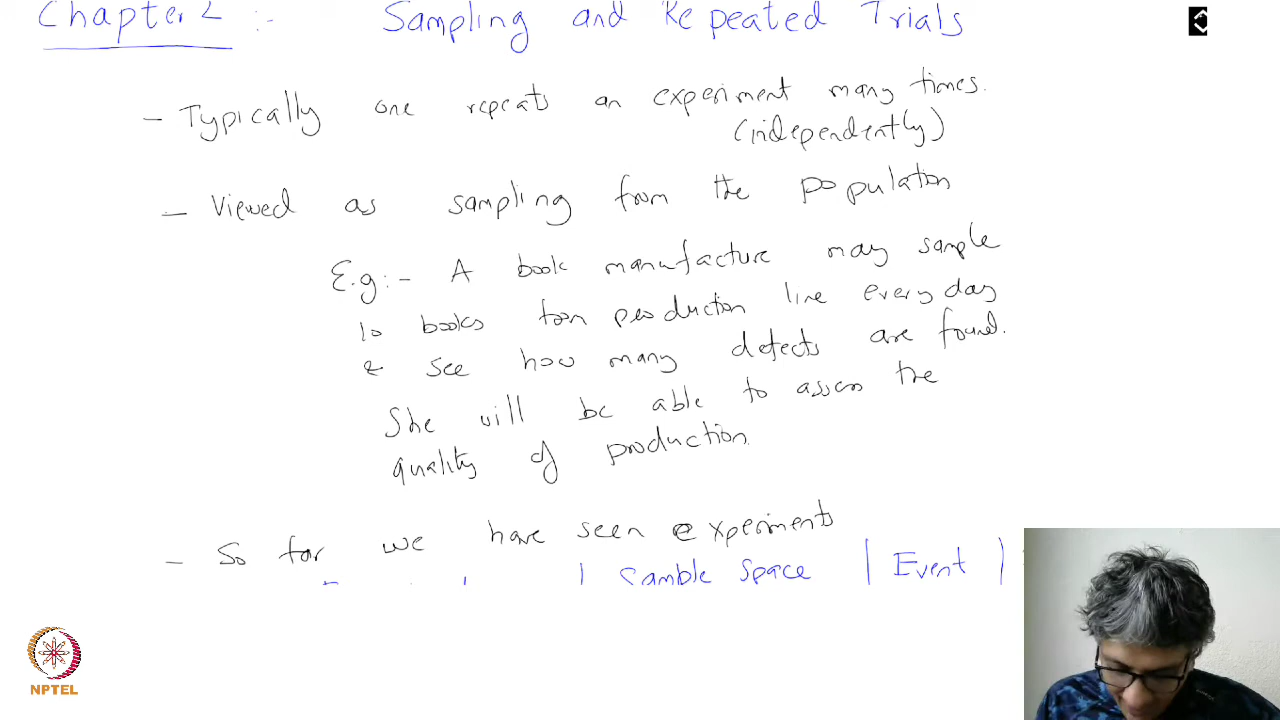 Chapter 2 :- Sampling and Repeated Trials
- Typically one repeats an experiment many times.
(independently)
- Viewed as sampling from the population
E.g:- A book manufacture may sample
10 books from production line every day
& see how many defects are found.
She will be able to assess the
quality of production.
- So far we have seen experiments
| Sample Space | Event |
NPTEL